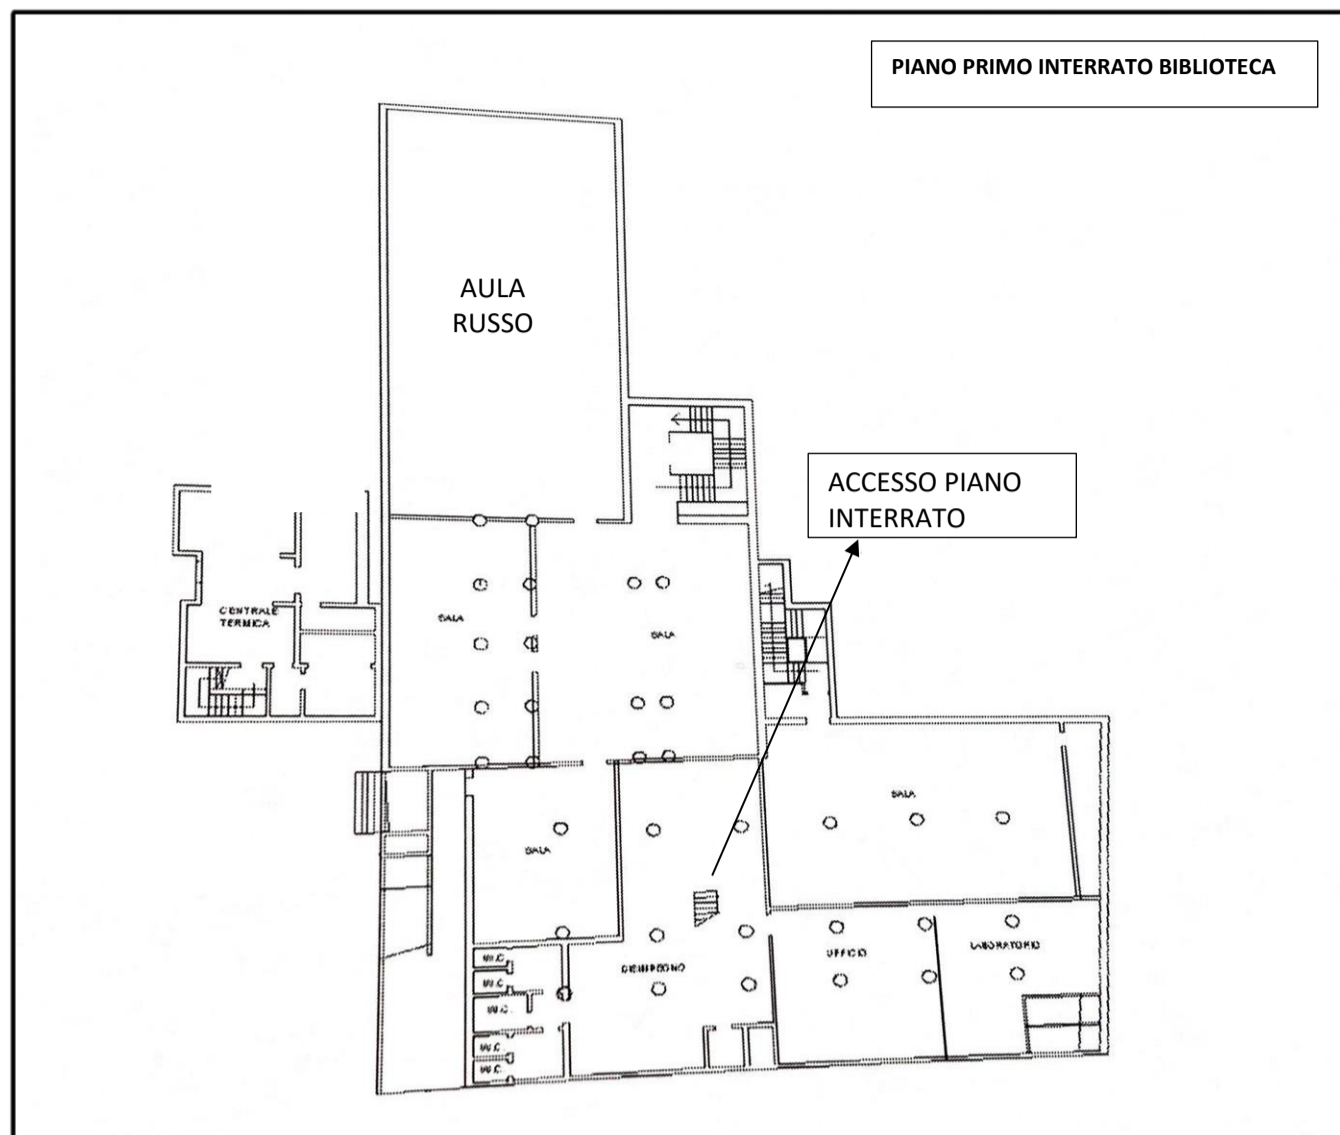 PIANO PRIMO INTERRATO BIBLIOTECA
AULA
RUSSO
ACCESSO PIANO
INTERRATO
CENTRALE
TERMICA
SALA
SALA
SALA
SALA
W.C.
W.C.
W.C.
W.C.
W.C.
DISIMPEGNO
UFFICIO
LABORATORIO